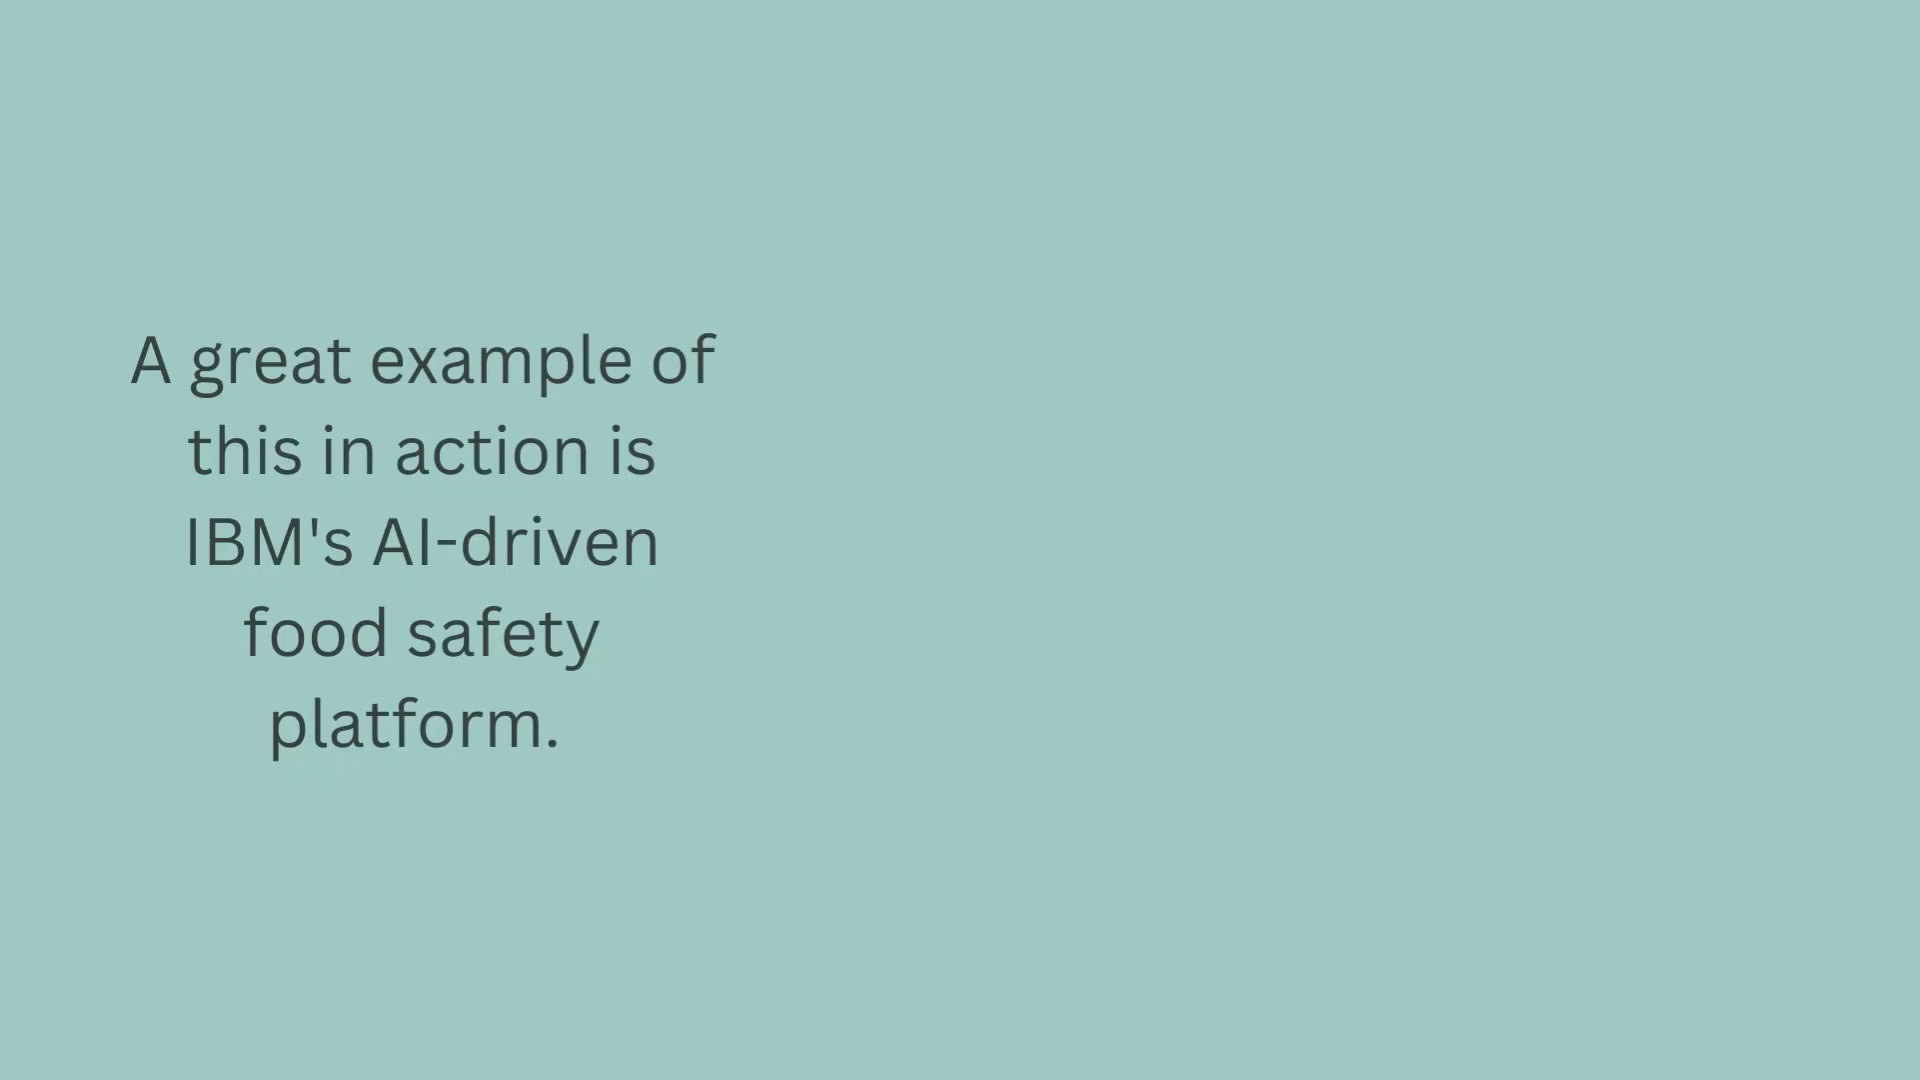 A great example of
this in action is
IBM's AI-driven
food safety
platform.